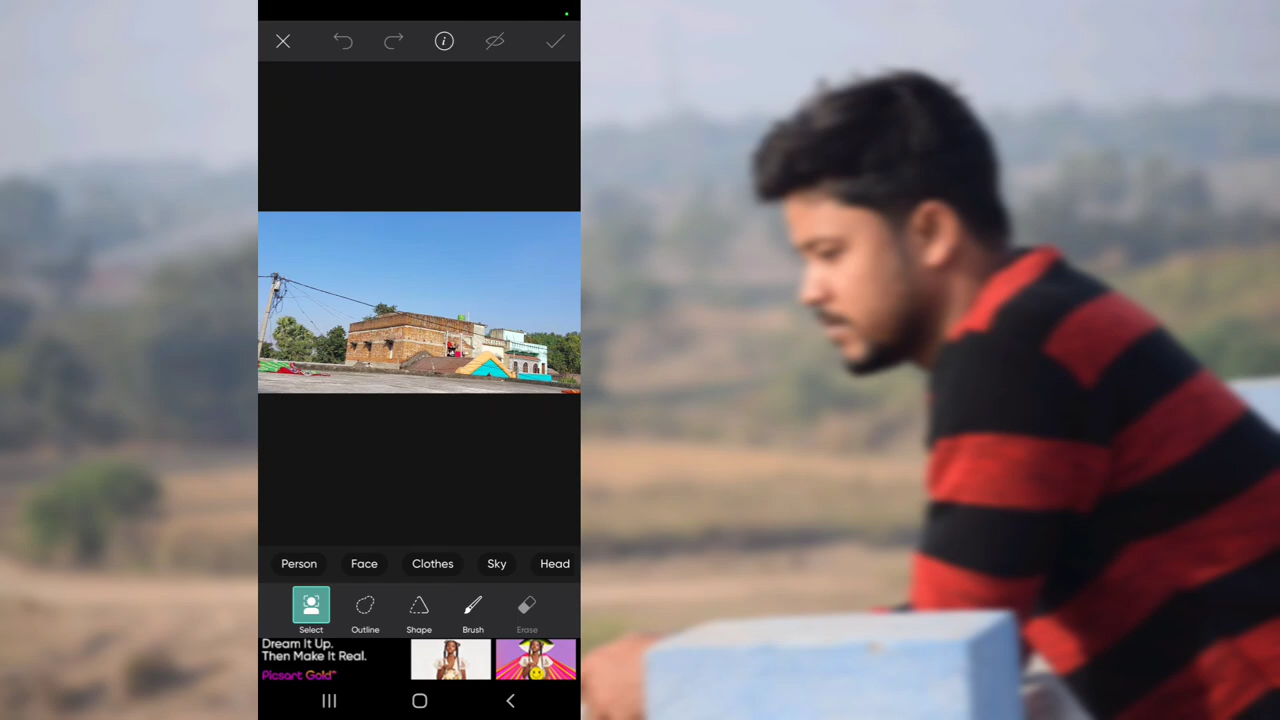 Person Face Clothes Sky Head
Select Outline Shape Brush Erase
Dream It Up.
Then Make It Real.
Picsart Gold